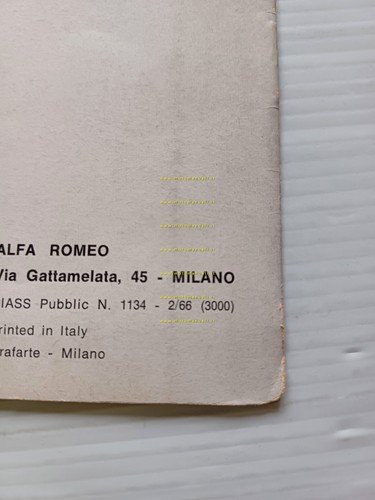 ALFA ROMEO
Via Gattamelata, 45 - MILANO
IASS Pubblic N. 1134 - 2/66 (3000)
rinted in Italy
rafarte - Milano